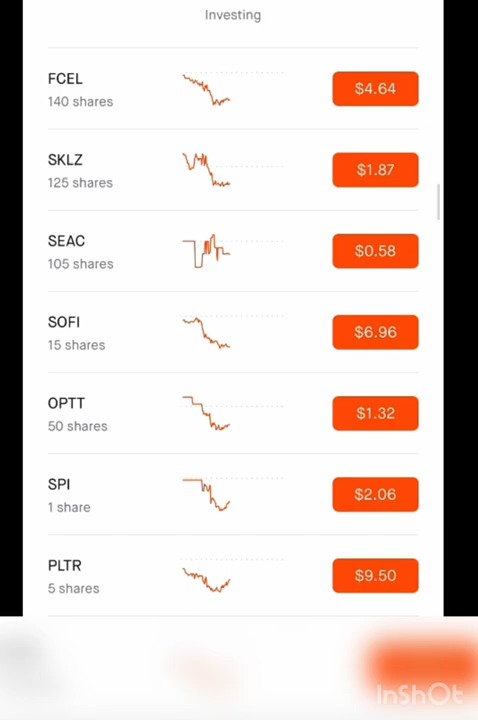 Investing
FCEL
140 shares
$4.64
SKLZ
125 shares
$1.87
SEAC
105 shares
$0.58
SOFI
15 shares
$6.96
OPTT
50 shares
$1.32
SPI
1 share
$2.06
PLTR
5 shares
$9.50
InShOt